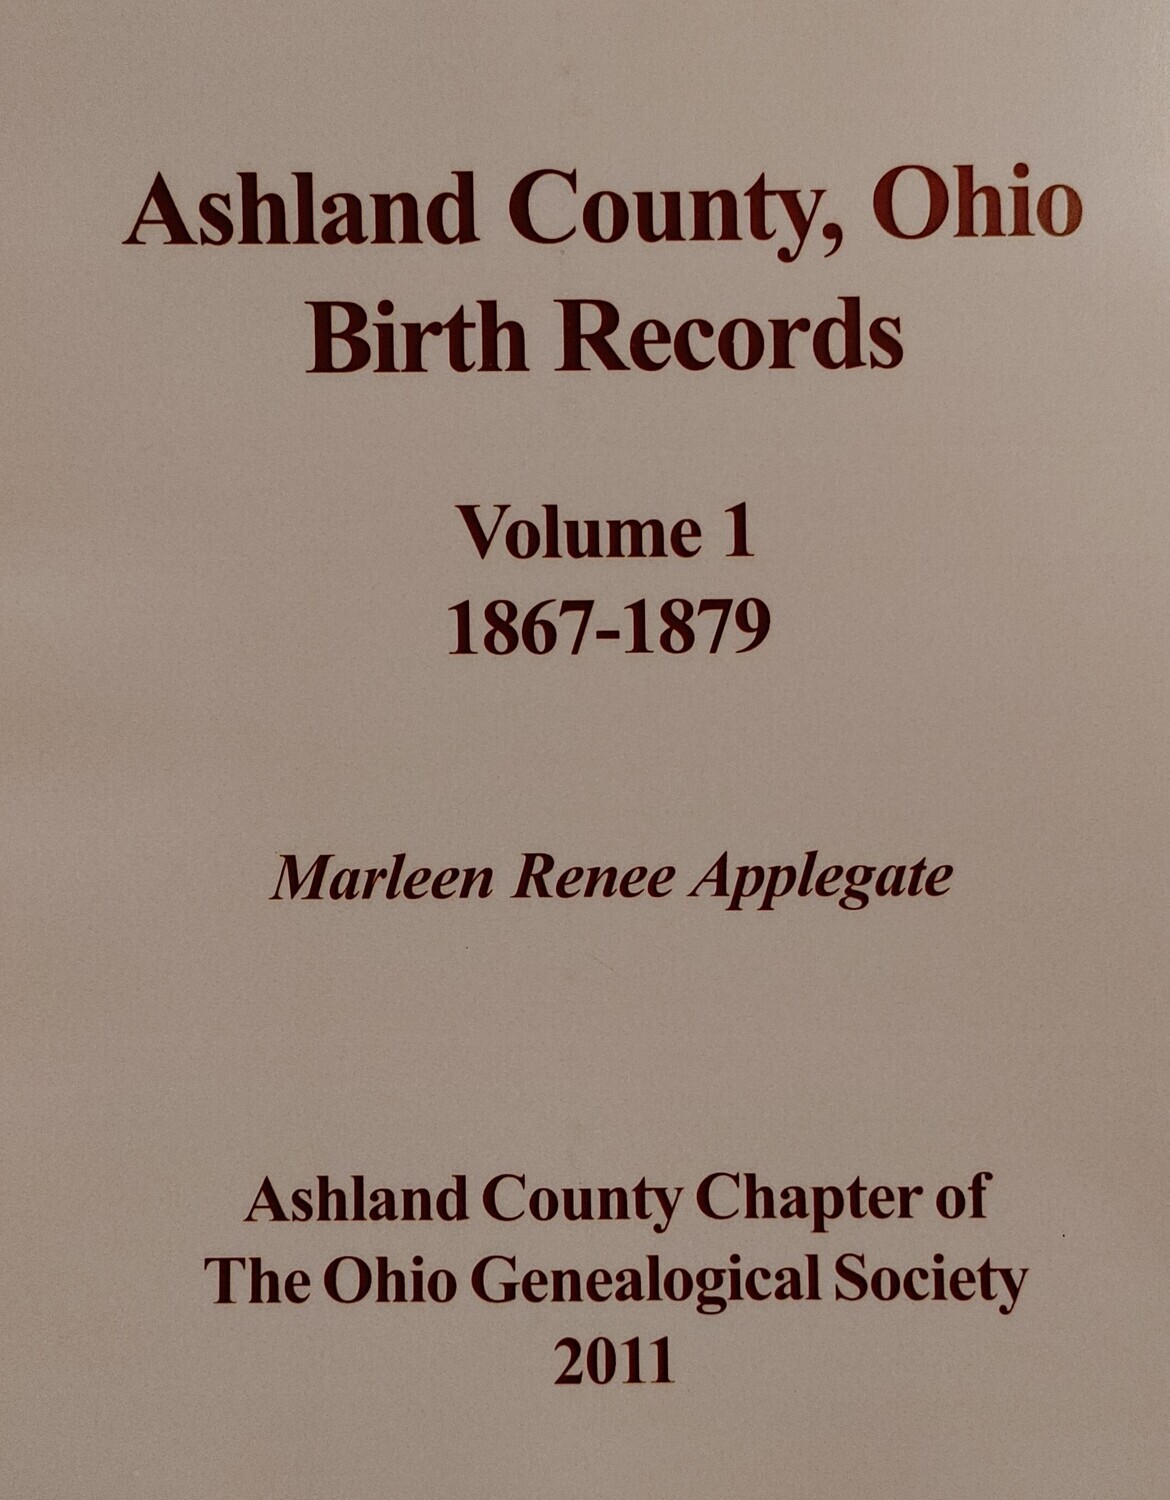 Ashland County, Ohio
Birth Records
Volume 1
1867-1879
Marleen Renee Applegate
Ashland County Chapter of
The Ohio Genealogical Society
2011